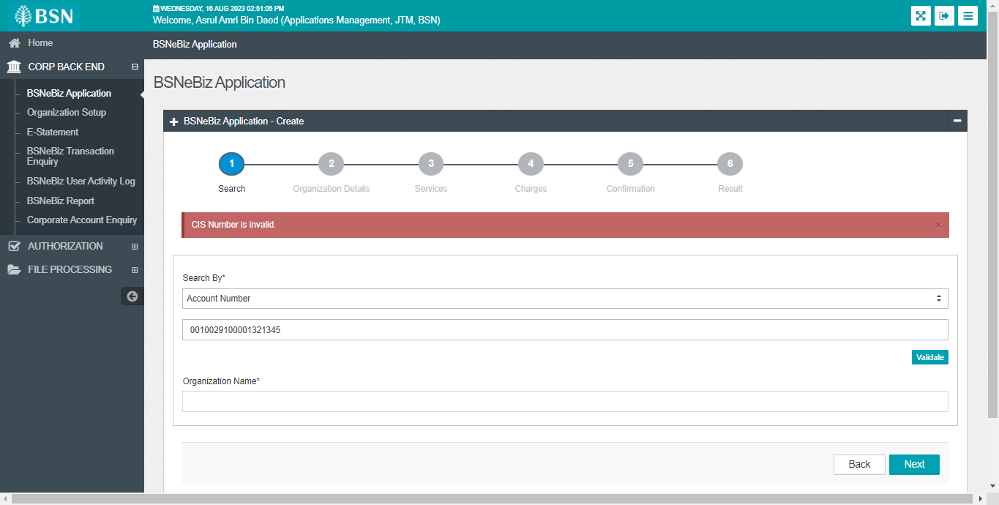 BSN
WEDNESDAY, 16 AUG 2023 02:51:05 PM
Welcome, Asrul Amri Bin Daod (Applications Management, JTM, BSN)
Home
CORP BACK END
BSNeBiz Application
Organization Setup
E-Statement
BSNeBiz Transaction
Enquiry
BSNeBiz User Activity Log
BSNeBiz Report
Corporate Account Enquiry
AUTHORIZATION
FILE PROCESSING
BSNeBiz Application
BSNeBiz Application
BSNeBiz Application - Create
1 2 3 4 5 6
Search Organization Details Services Charges Confirmation Result
CIS Number is invalid. ×
Search By*
Account Number
0010029100001321345
Validate
Organization Name*
Back Next